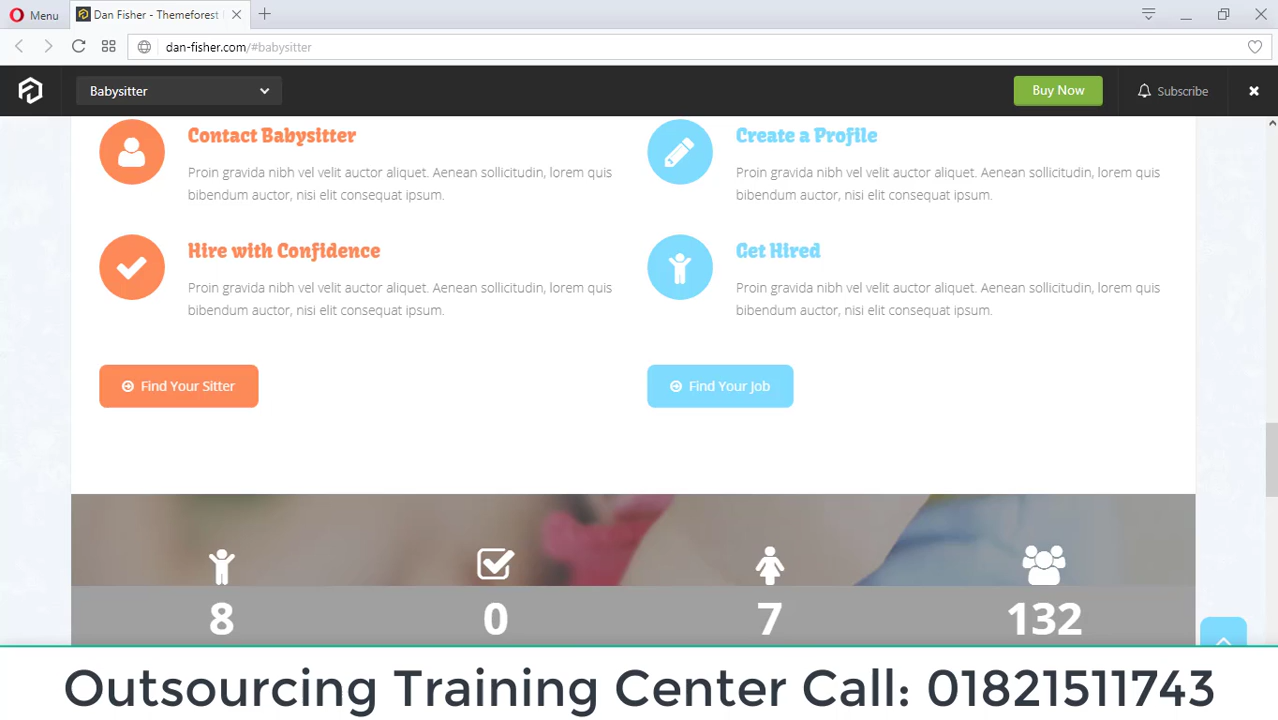 Menu
Dan Fisher - Themeforest
dan-fisher.com/#babysitter
Babysitter
Buy Now
Subscribe
Contact Babysitter
Proin gravida nibh vel velit auctor aliquet. Aenean sollicitudin, lorem quis
bibendum auctor, nisi elit consequat ipsum.
Create a Profile
Proin gravida nibh vel velit auctor aliquet. Aenean sollicitudin, lorem quis
bibendum auctor, nisi elit consequat ipsum.
Hire with Confidence
Proin gravida nibh vel velit auctor aliquet. Aenean sollicitudin, lorem quis
bibendum auctor, nisi elit consequat ipsum.
Get Hired
Proin gravida nibh vel velit auctor aliquet. Aenean sollicitudin, lorem quis
bibendum auctor, nisi elit consequat ipsum.
Find Your Sitter
Find Your Job
8
0
7
132
Outsourcing Training Center Call: 01821511743